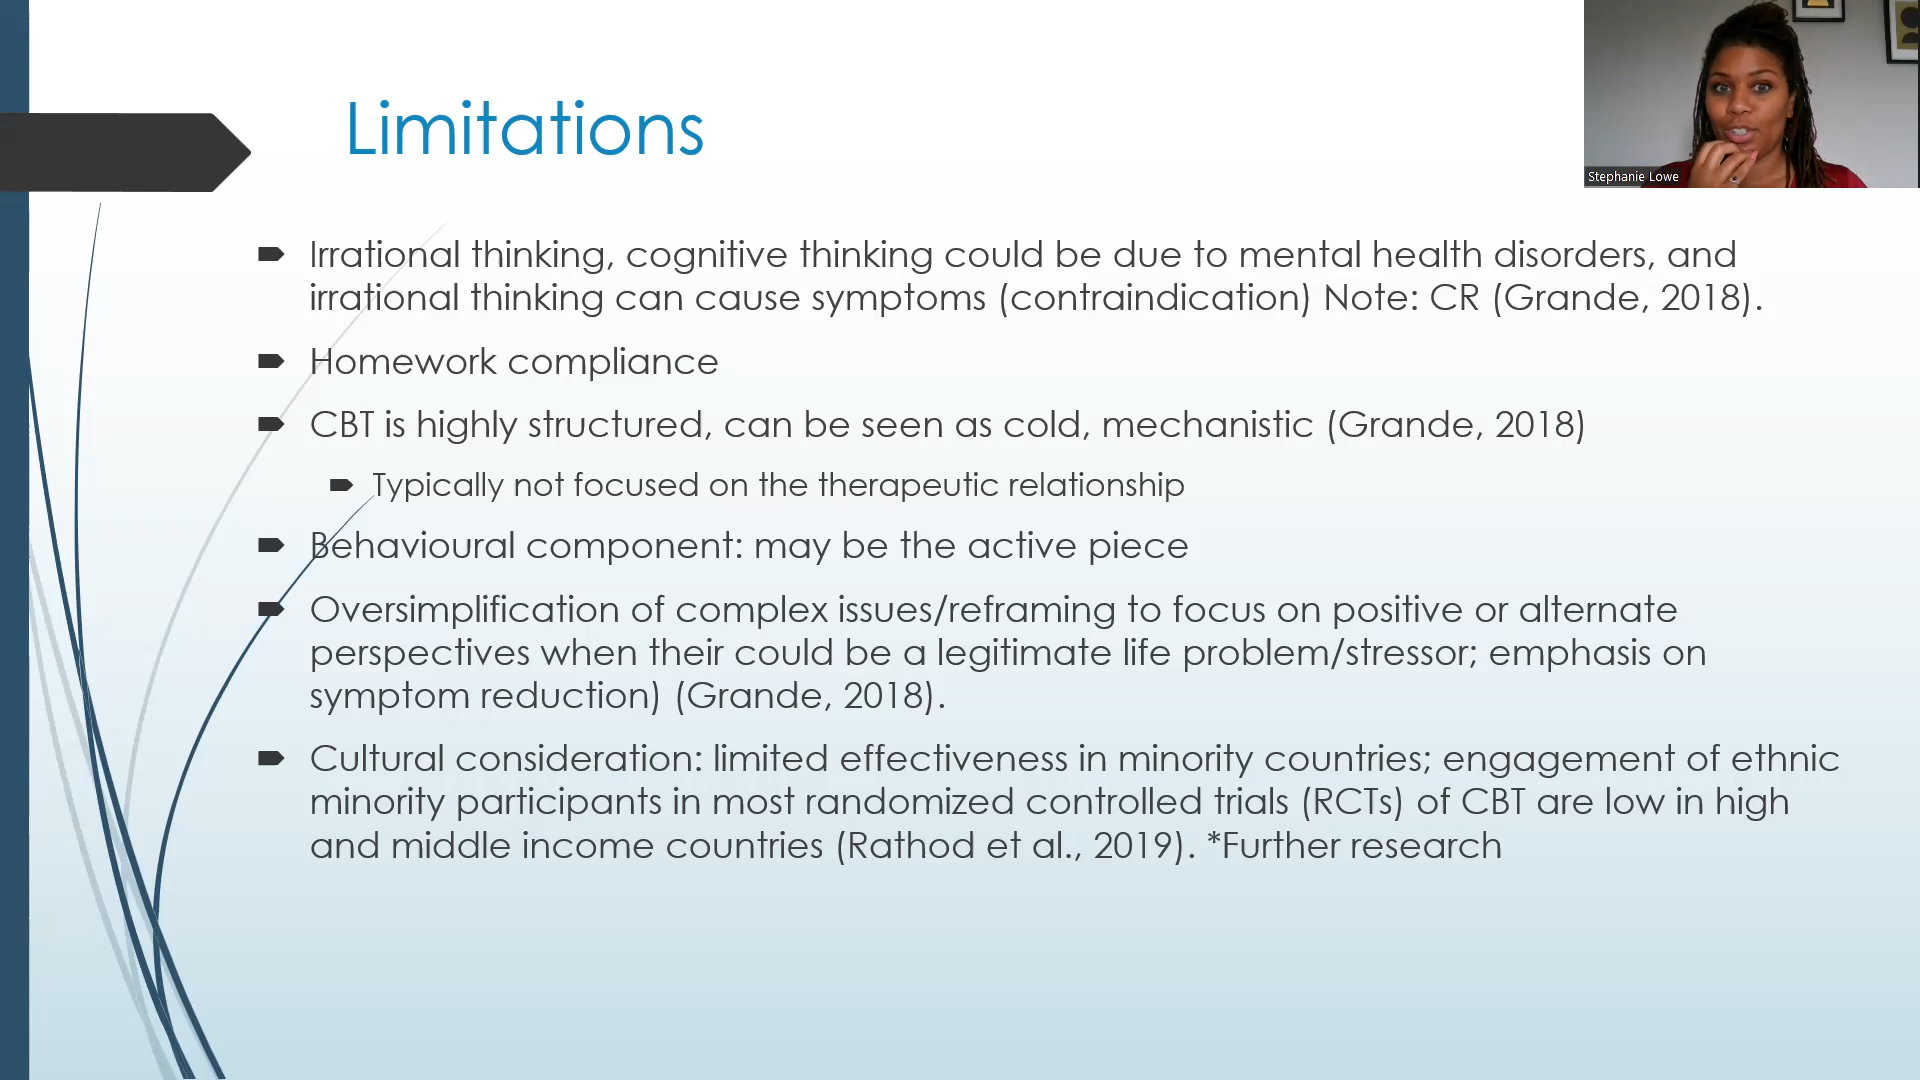 Limitations
Stephanie Lowe
Irrational thinking, cognitive thinking could be due to mental health disorders, and
irrational thinking can cause symptoms (contraindication) Note: CR (Grande, 2018).
Homework compliance
CBT is highly structured, can be seen as cold, mechanistic (Grande, 2018)
Typically not focused on the therapeutic relationship
Behavioural component: may be the active piece
Oversimplification of complex issues/reframing to focus on positive or alternate
perspectives when their could be a legitimate life problem/stressor; emphasis on
symptom reduction) (Grande, 2018).
Cultural consideration: limited effectiveness in minority countries; engagement of ethnic
minority participants in most randomized controlled trials (RCTs) of CBT are low in high
and middle income countries (Rathod et al., 2019). *Further research